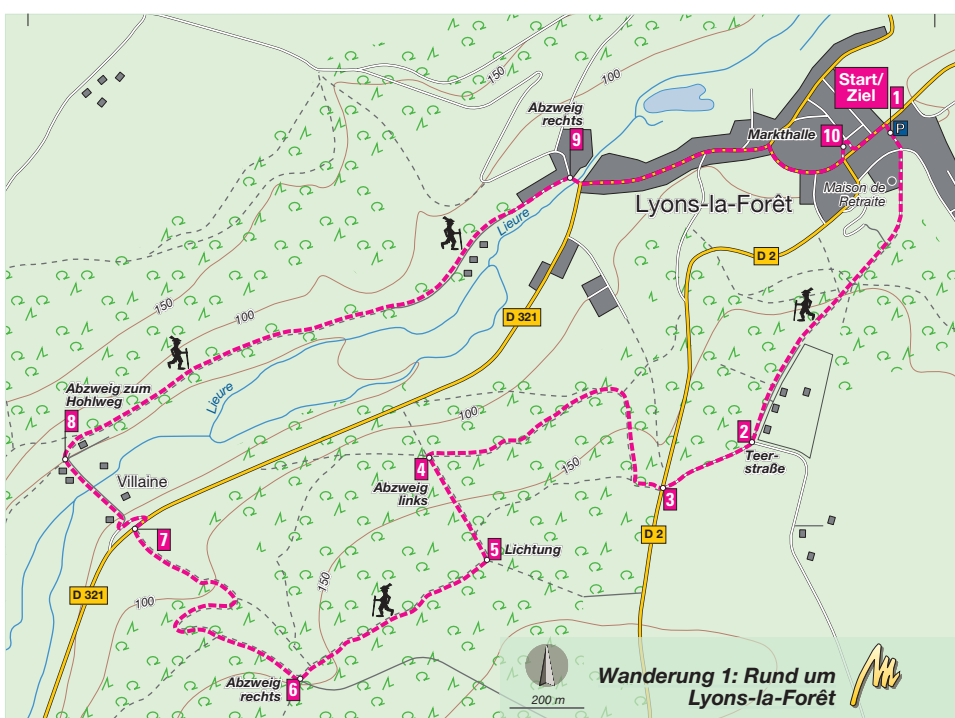 150
100
Start/
Ziel
1
P
Abzweig
rechts
9
Markthalle
10
Maison de
Retraite
Lyons-la-Forêt
Lieure
D 2
150
100
D 321
Abzweig zum
Hohlweg
8
Lieure
100
2
Teer-
straße
4
Abzweig
links
150
3
Villaine
7
D 2
5
Lichtung
150
D 321
100
Abzweig
rechts
6
200 m
Wanderung 1: Rund um
Lyons-la-Forêt